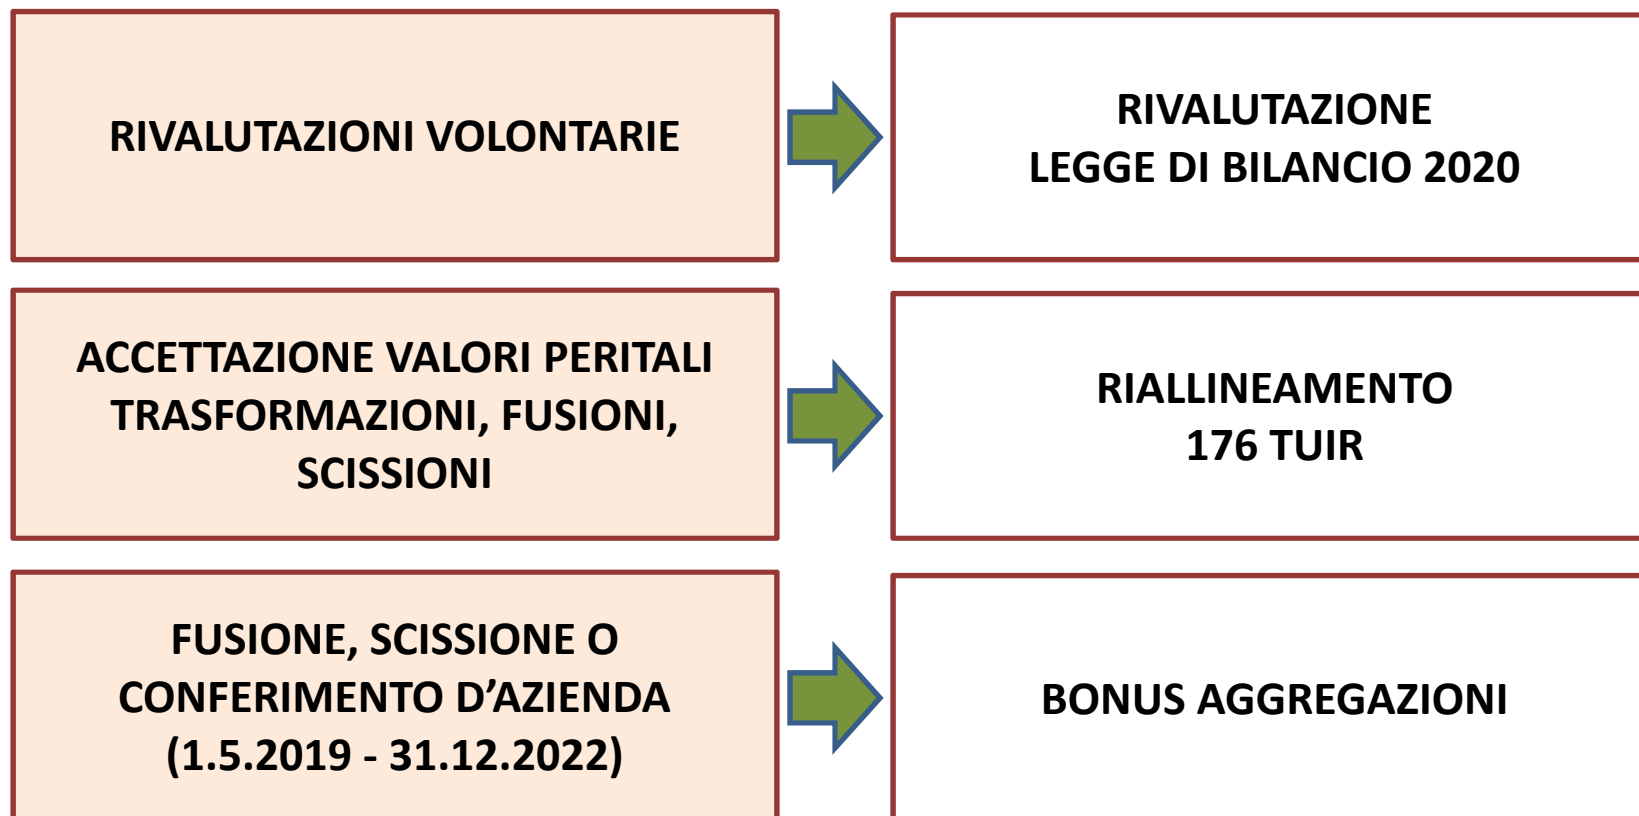 RIVALUTAZIONI VOLONTARIE
RIVALUTAZIONE
LEGGE DI BILANCIO 2020
ACCETTAZIONE VALORI PERITALI
TRASFORMAZIONI, FUSIONI,
SCISSIONI
RIALLINEAMENTO
176 TUIR
FUSIONE, SCISSIONE O
CONFERIMENTO D’AZIENDA
(1.5.2019 - 31.12.2022)
BONUS AGGREGAZIONI